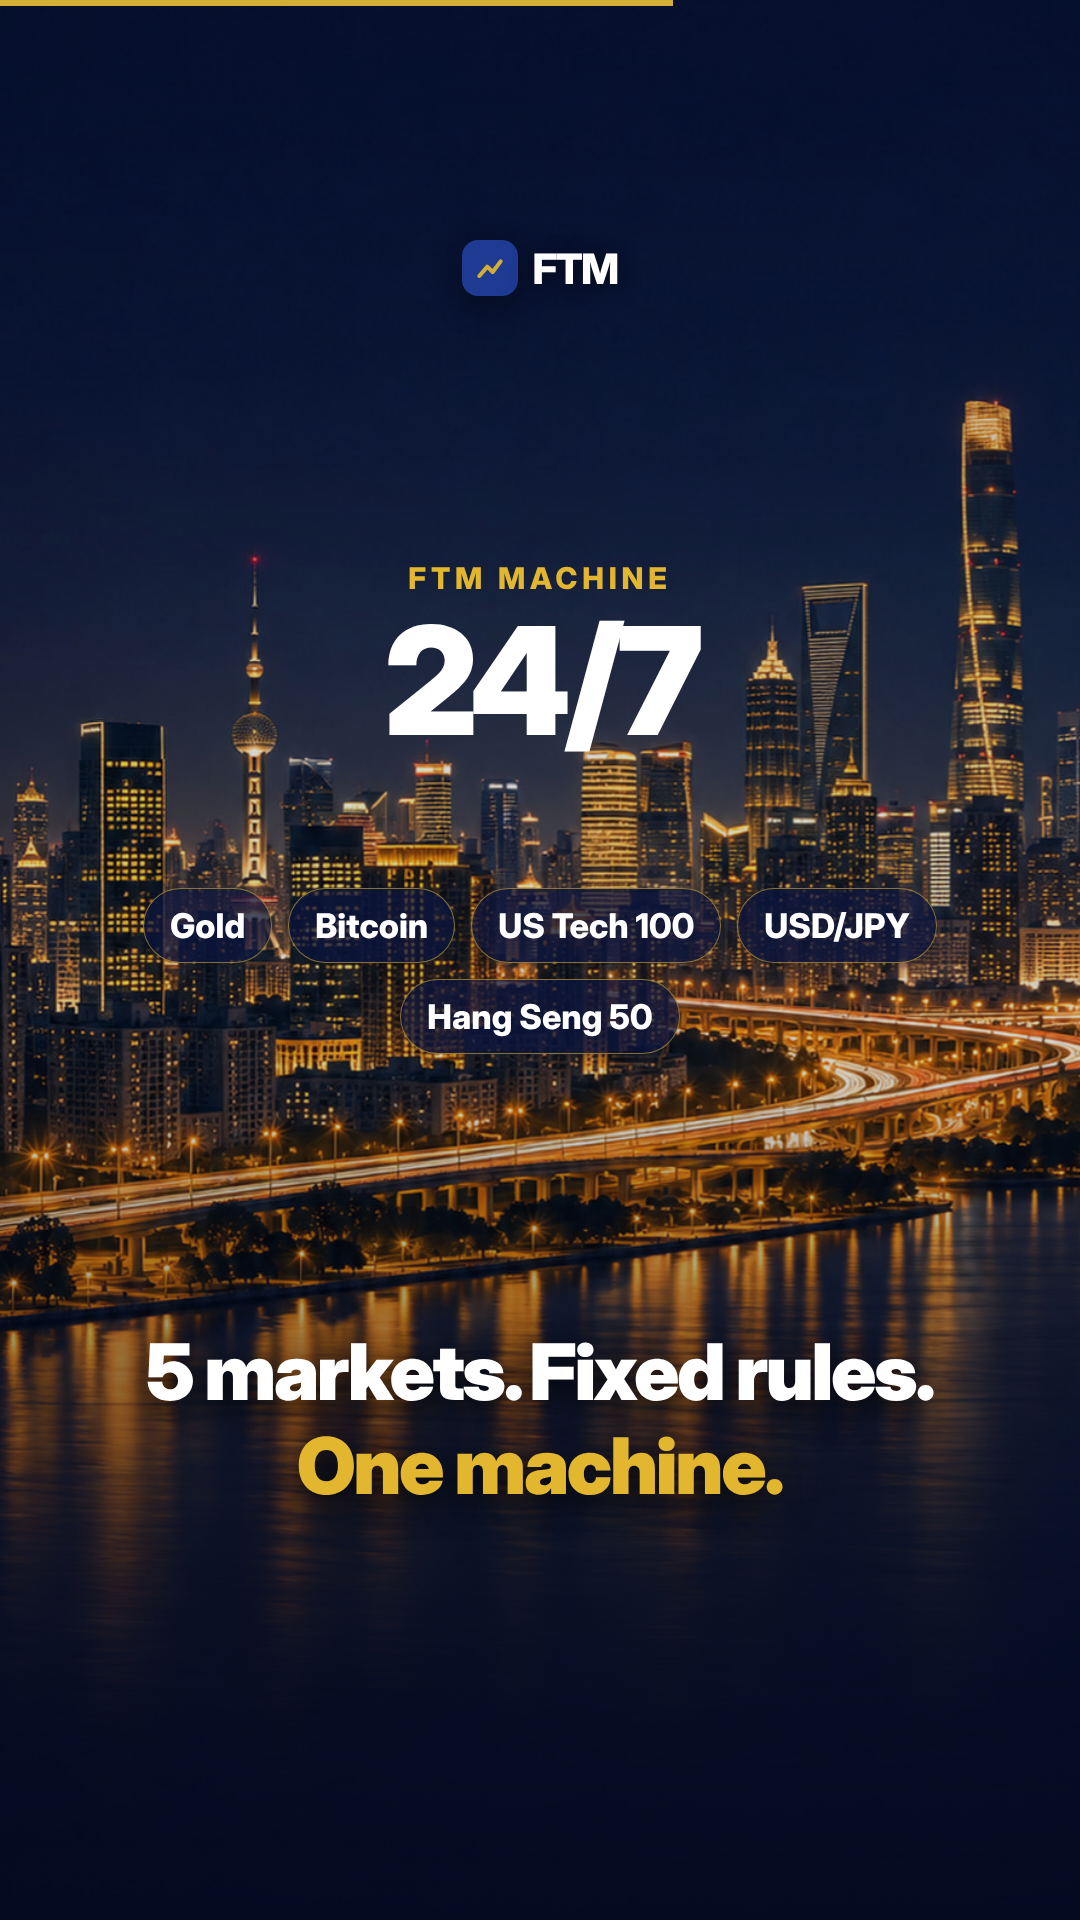 FTM
FTM MACHINE
24/7
Gold Bitcoin US Tech 100 USD/JPY
Hang Seng 50
5 markets. Fixed rules.
One machine.